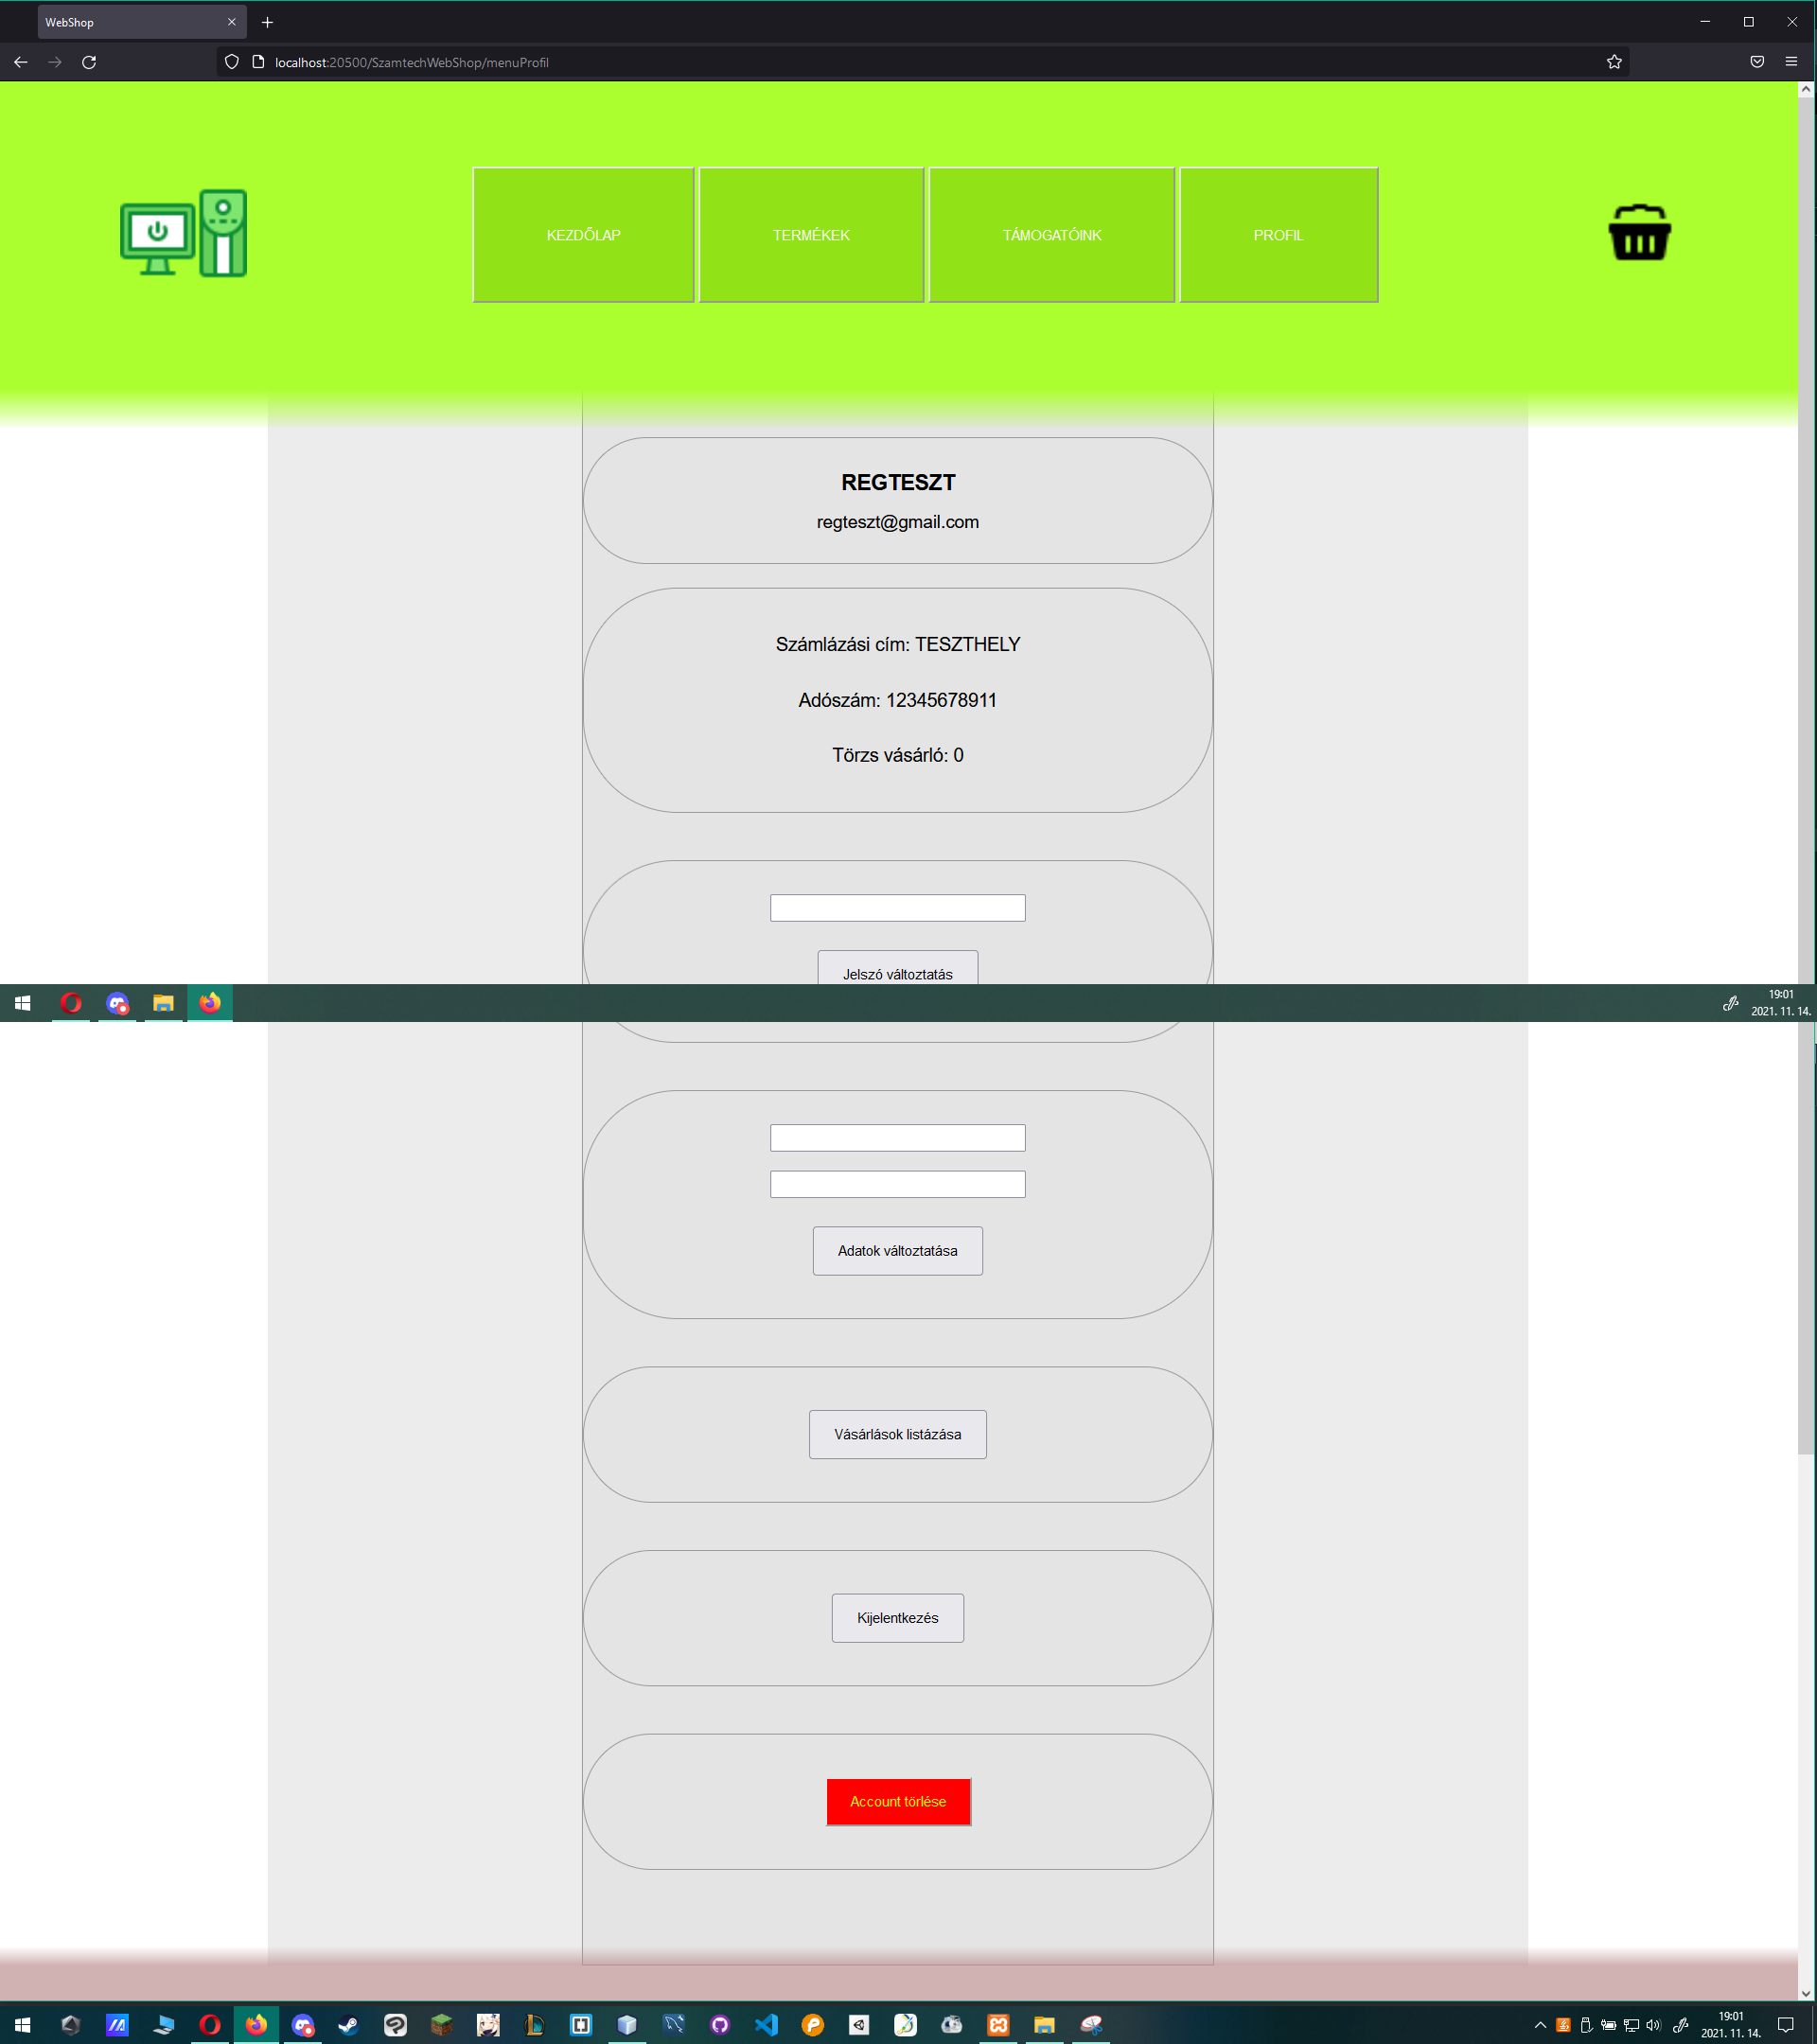 WebShop
localhost:20500/SzamtechWebShop/menuProfil
KEZDŐLAP
TERMÉKEK
TÁMOGATÓINK
PROFIL
REGTESZT
regteszt@gmail.com
Számlázási cím: TESZTHELY
Adószám: 12345678911
Törzs vásárló: 0
Jelszó változtatás
19:01
2021. 11. 14.
Adatok változtatása
Vásárlások listázása
Kijelentkezés
Account törlése
19:01
2021. 11. 14.